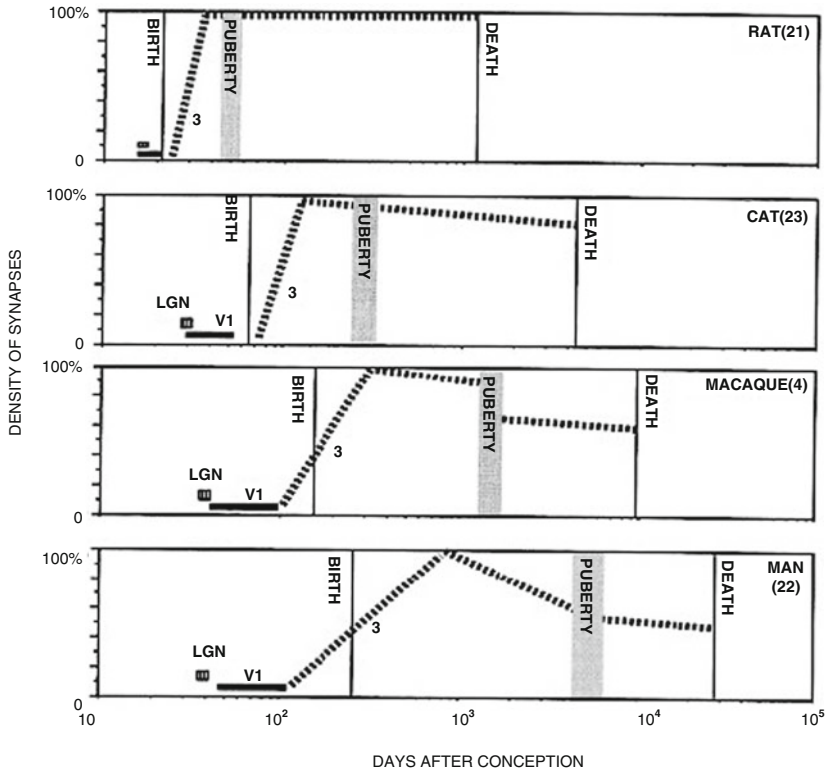 DENSITY OF SYNAPSES
100%
0
BIRTH
3
PUBERTY
DEATH
RAT(21)
100%
0
BIRTH
LGN
V1
3
PUBERTY
DEATH
CAT(23)
100%
0
BIRTH
LGN
V1
3
PUBERTY
DEATH
MACAQUE(4)
100%
0
BIRTH
LGN
V1
3
PUBERTY
DEATH
MAN
(22)
10 10² 10³ 10⁴ 10⁵
DAYS AFTER CONCEPTION